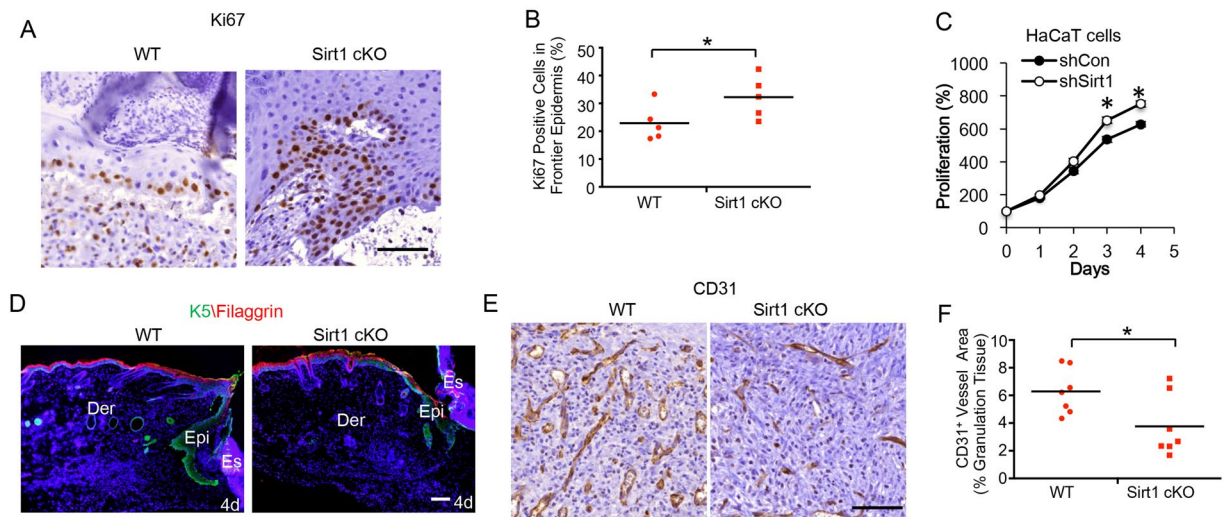 A
Ki67
WT
Sirt1 cKO
B
Ki67 Positive Cells in
Frontier Epidermis (%)
50
40
30
20
10
0
*
WT
Sirt1 cKO
C
HaCaT cells
shCon
shSirt1
Proliferation (%)
800
600
400
200
0
* *
0 1 2 3 4 5
Days
D
K5\Filaggrin
WT
Sirt1 cKO
Der
Epi
Es
4d
Der
Epi
Es
4d
E
CD31
WT
Sirt1 cKO
F
CD31+ Vessel Area
(% Granulation Tissue)
10
8
6
4
2
0
*
WT
Sirt1 cKO